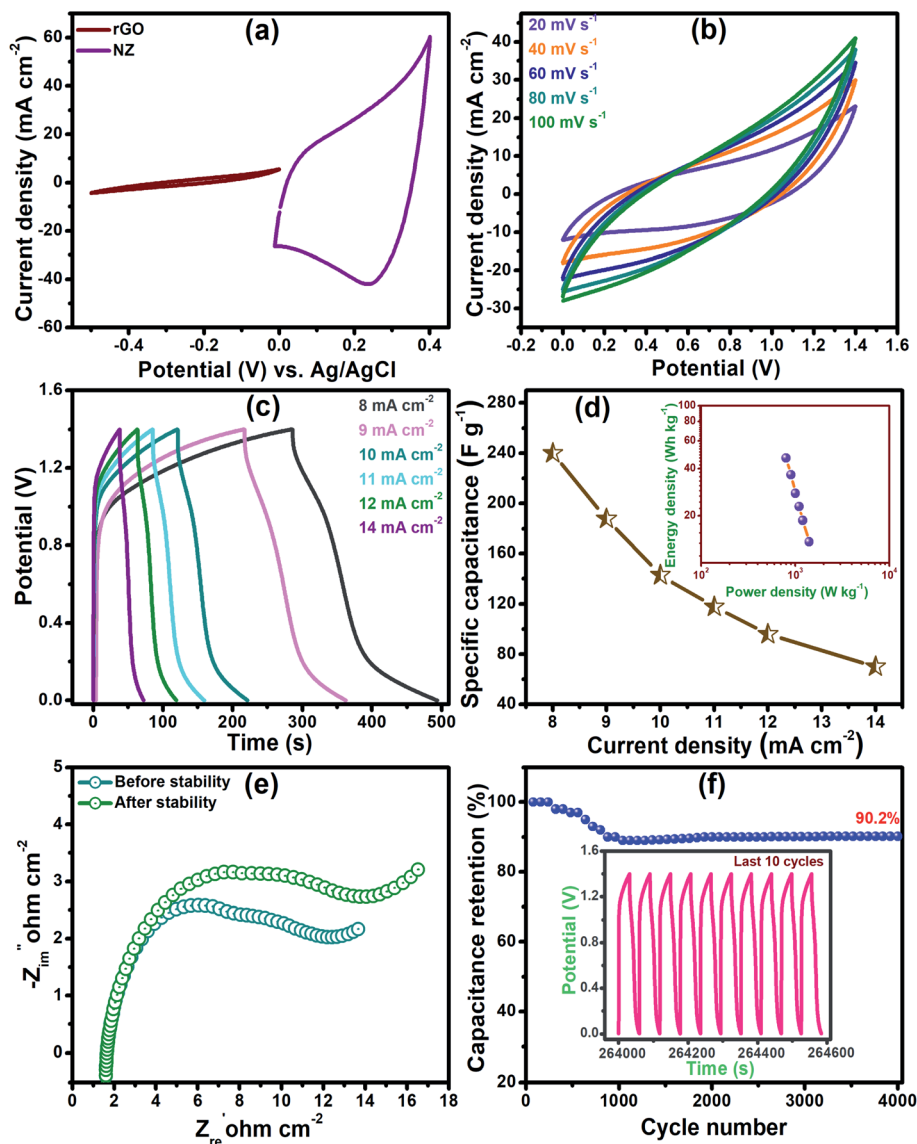 (a)
rGO
NZ
Current density (mA cm⁻²)
60
40
20
0
-20
-40
-60
-0.4
-0.2
0.0
0.2
0.4
Potential (V) vs. Ag/AgCl
(b)
20 mV s⁻¹
40 mV s⁻¹
60 mV s⁻¹
80 mV s⁻¹
100 mV s⁻¹
Current density (mA cm⁻²)
50
40
30
20
10
0
-10
-20
-30
-0.2
0.0
0.2
0.4
0.6
0.8
1.0
1.2
1.4
1.6
Potential (V)
(c)
8 mA cm⁻²
9 mA cm⁻²
10 mA cm⁻²
11 mA cm⁻²
12 mA cm⁻²
14 mA cm⁻²
Potential (V)
1.6
1.2
0.8
0.4
0.0
0
100
200
300
400
500
Time (s)
(d)
Specific capacitance (F g⁻¹)
280
240
200
160
120
80
40
8
9
10
11
12
13
14
Current density (mA cm⁻²)
Energy density (Wh kg⁻¹)
100
80
60
40
20
10²
10³
10⁴
Power density (W kg⁻¹)
(e)
Before stability
After stability
-Z_im'' ohm cm⁻²
5
4
3
2
1
0
0
2
4
6
8
10
12
14
16
18
Z_re' ohm cm⁻²
(f)
90.2%
Capacitance retention (%)
100
80
60
40
20
0
1000
2000
3000
4000
Cycle number
Last 10 cycles
Potential (V)
1.8
1.2
0.6
0.0
264000
264200
264400
264600
Time (s)